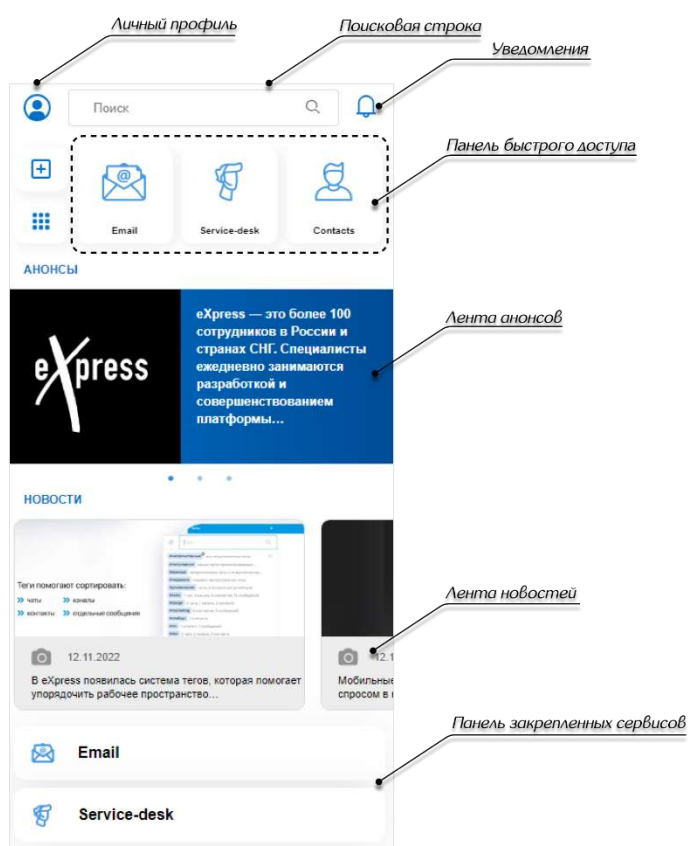 Личный профиль
Поисковая строка
Уведомления
Поиск
Панель быстрого доступа
Email
Service-desk
Contacts
АНОНСЫ
eXpress
eXpress — это более 100
сотрудников в России и
странах СНГ. Специалисты
ежедневно занимаются
разработкой и
совершенствованием
платформы...
Лента анонсов
НОВОСТИ
Теги помогают сортировать:
чаты
каналы
контакты
отдельные сообщения
Лента новостей
12.11.2022
В eXpress появилась система тегов, которая помогает
упорядочить рабочее пространство...
12.1
Мобильные
спросом в
Панель закрепленных сервисов
Email
Service-desk